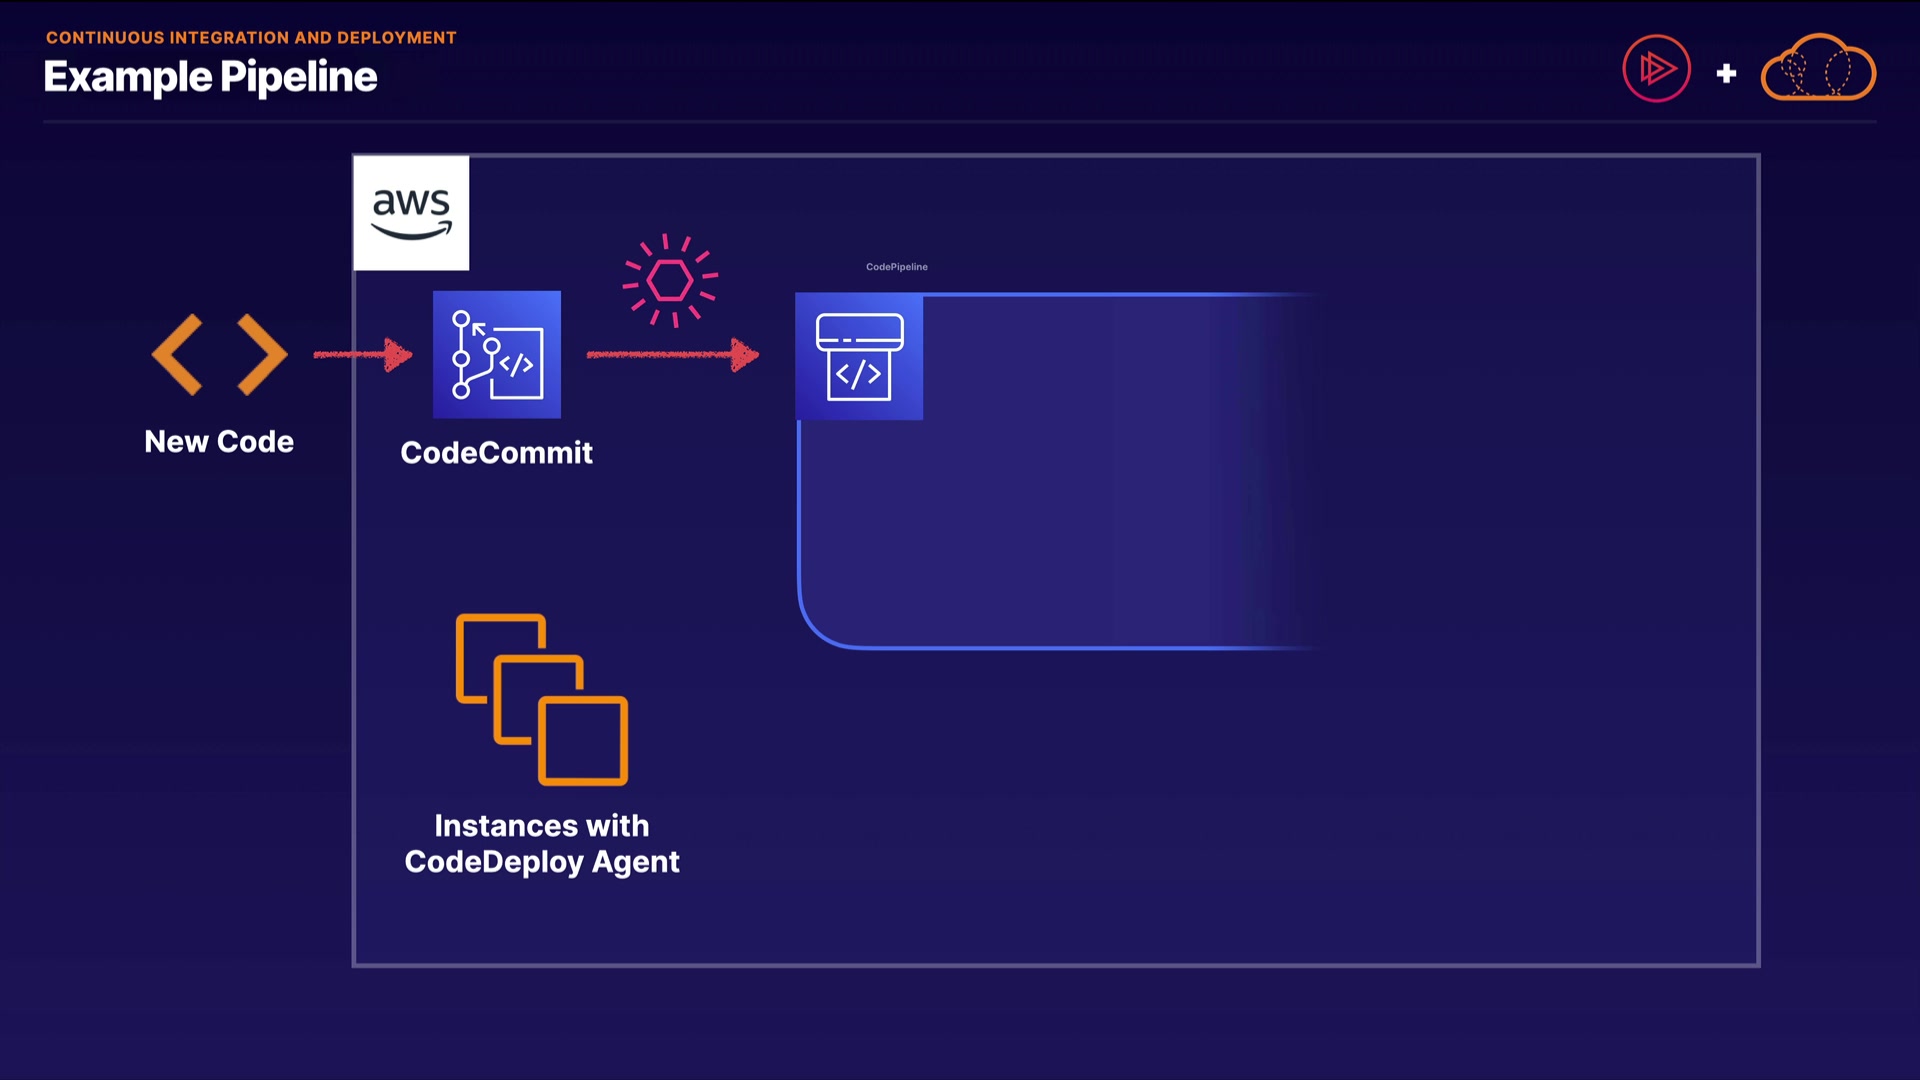 CONTINUOUS INTEGRATION AND DEPLOYMENT
Example Pipeline
aws
CodePipeline
New Code
CodeCommit
Instances with
CodeDeploy Agent